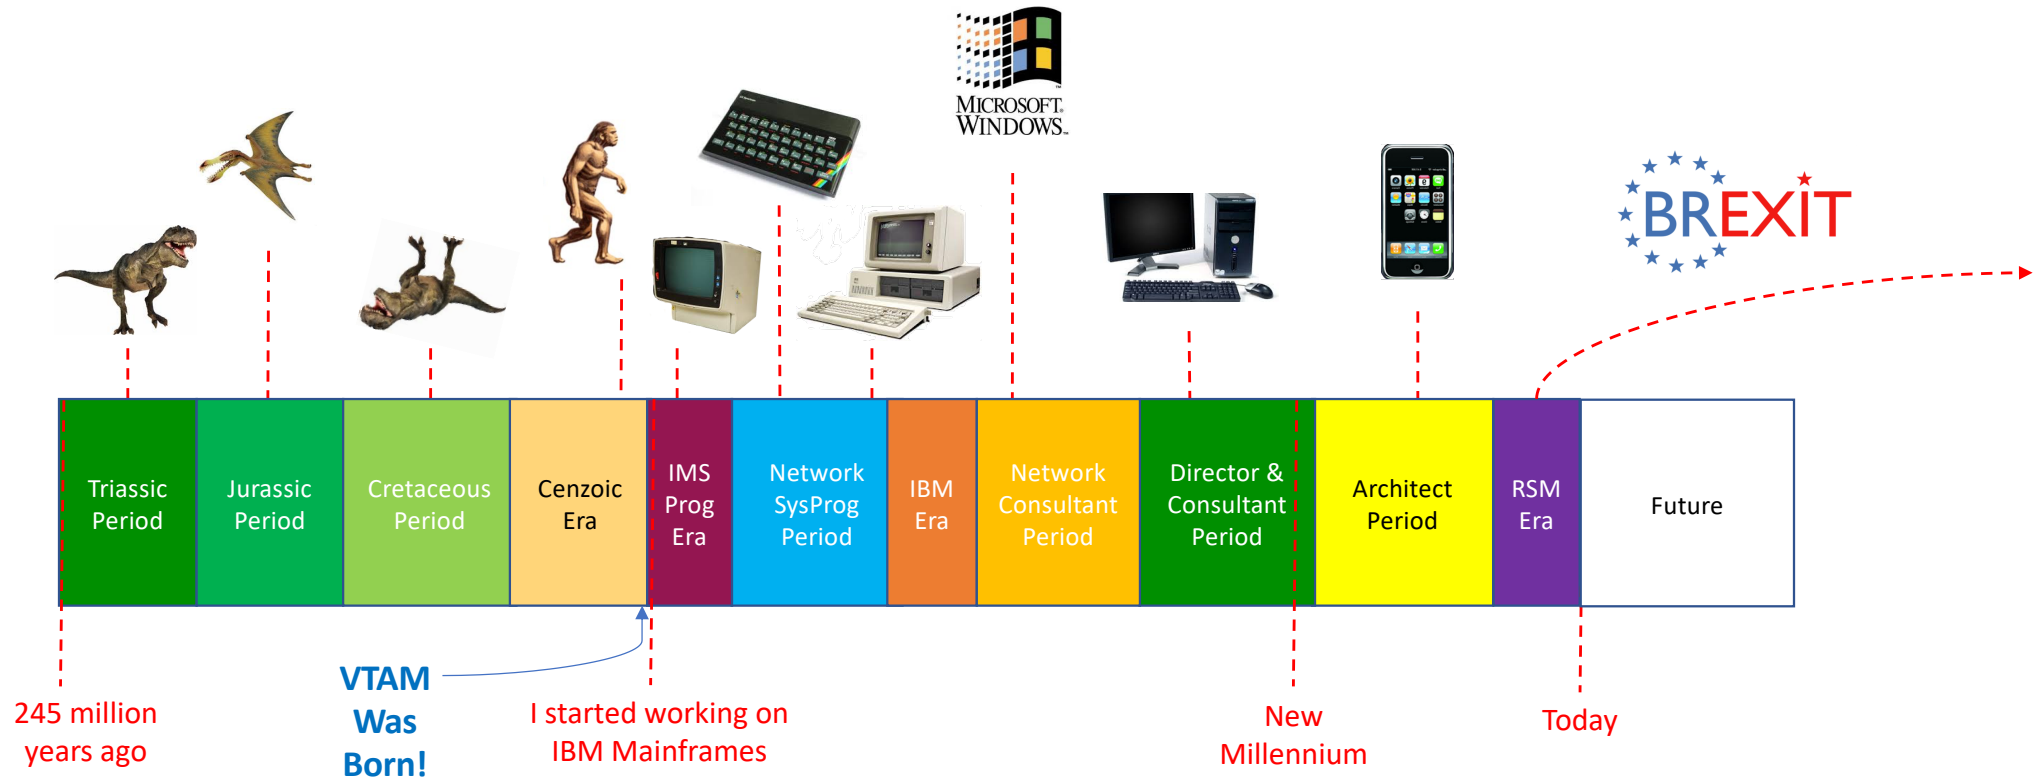 MICROSOFT®
WINDOWS™
BREXIT
Triassic
Period
Jurassic
Period
Cretaceous
Period
Cenzoic
Era
IMS
Prog
Era
Network
SysProg
Period
IBM
Era
Network
Consultant
Period
Director &
Consultant
Period
Architect
Period
RSM
Era
Future
245 million
years ago
VTAM
Was
Born!
I started working on
IBM Mainframes
New
Millennium
Today